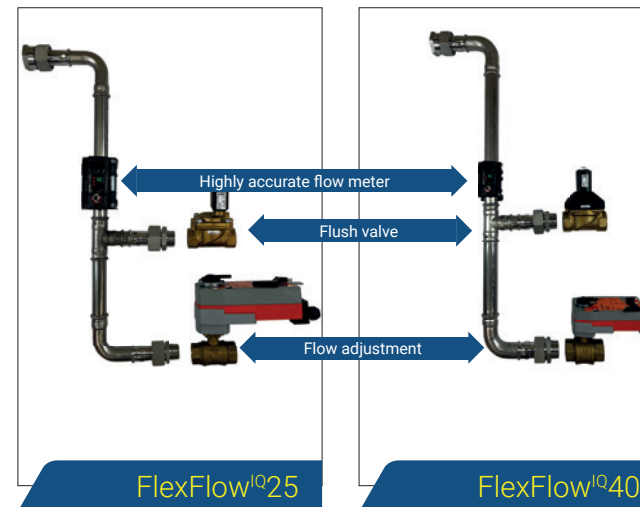 Highly accurate flow meter
Flush valve
Flow adjustment
FlexFlowIQ25
FlexFlowIQ40